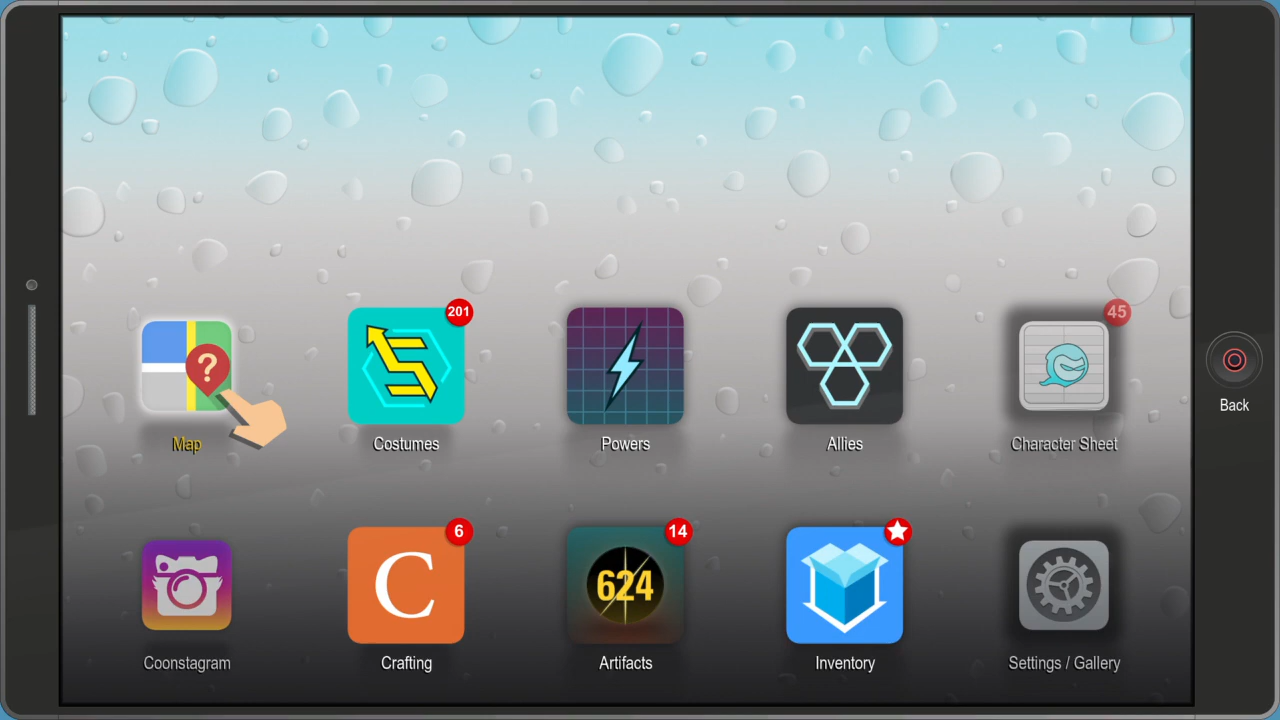 201
45
?
Map
Costumes
Powers
Allies
Character Sheet
Back
6
14
C
624
Coonstagram
Crafting
Artifacts
Inventory
Settings / Gallery